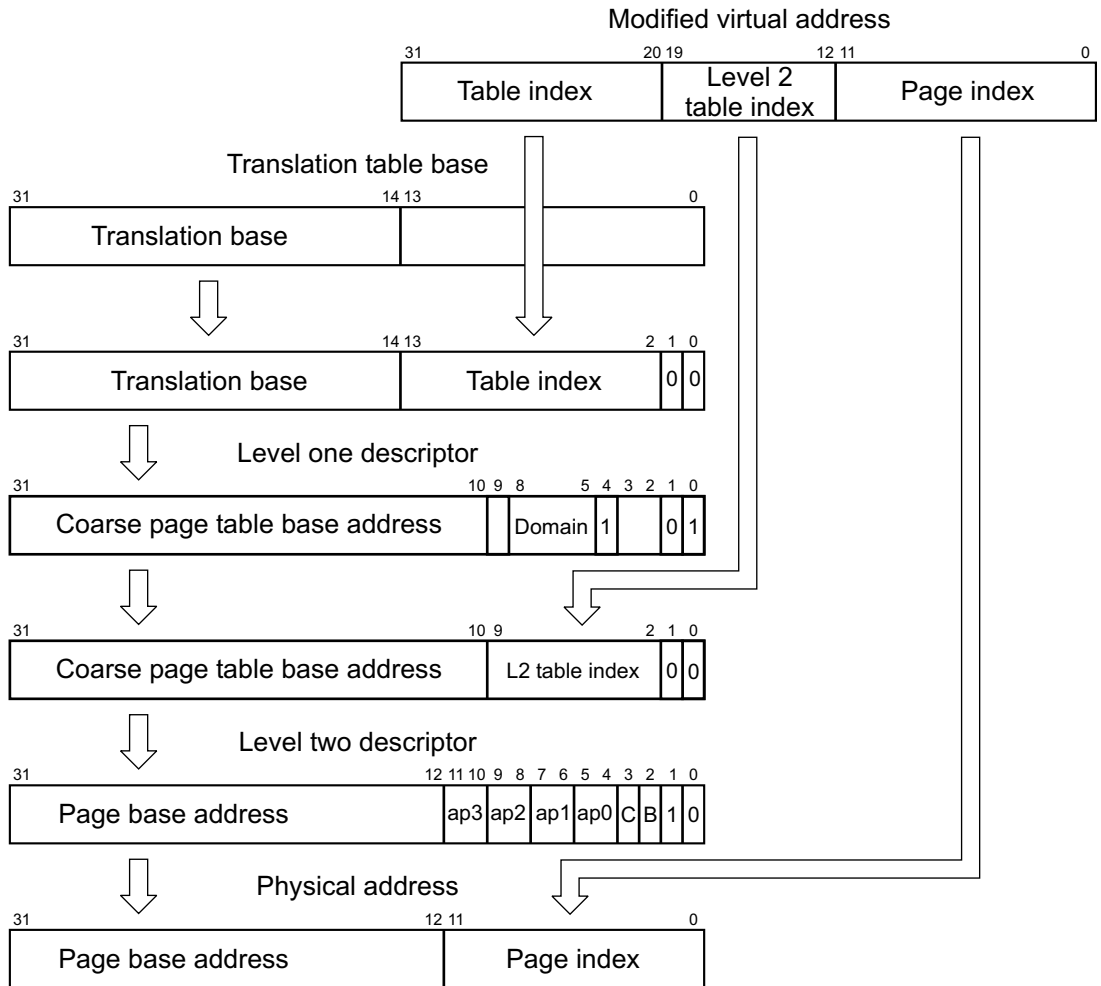 Modified virtual address
31 20 19 12 11 0
Table index Level 2 table index Page index
Translation table base
31 14 13 0
Translation base
31 14 13 2 1 0
Translation base Table index 0 0
Level one descriptor
31 10 9 8 5 4 3 2 1 0
Coarse page table base address Domain 1 0 1
31 10 9 2 1 0
Coarse page table base address L2 table index 0 0
Level two descriptor
31 12 11 10 9 8 7 6 5 4 3 2 1 0
Page base address ap3 ap2 ap1 ap0 C B 1 0
Physical address
31 12 11 0
Page base address Page index